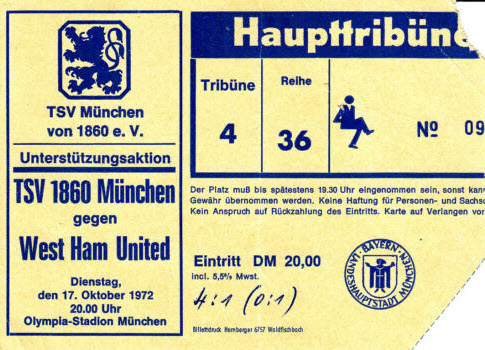 TSV München
von 1860 e. V.
Unterstützungsaktion
TSV 1860 München
gegen
West Ham United
Dienstag,
den 17. Oktober 1972
20.00 Uhr
Olympia-Stadion München
Haupttribüne
Tribüne
4
Reihe
36
Nº 09
Der Platz muß bis spätestens 19.30 Uhr eingenommen sein, sonst kann
Gewähr übernommen werden. Keine Haftung für Personen- und Sachsc
Kein Anspruch auf Rückzahlung des Eintritts. Karte auf Verlangen vor
Eintritt DM 20,00
incl. 5,5% Mwst.
4:1 (0:1)
BAYERN
LANDESHAUPTSTADT MÜNCHEN
Billettdruck Hemberger 6757 Waldfischbach